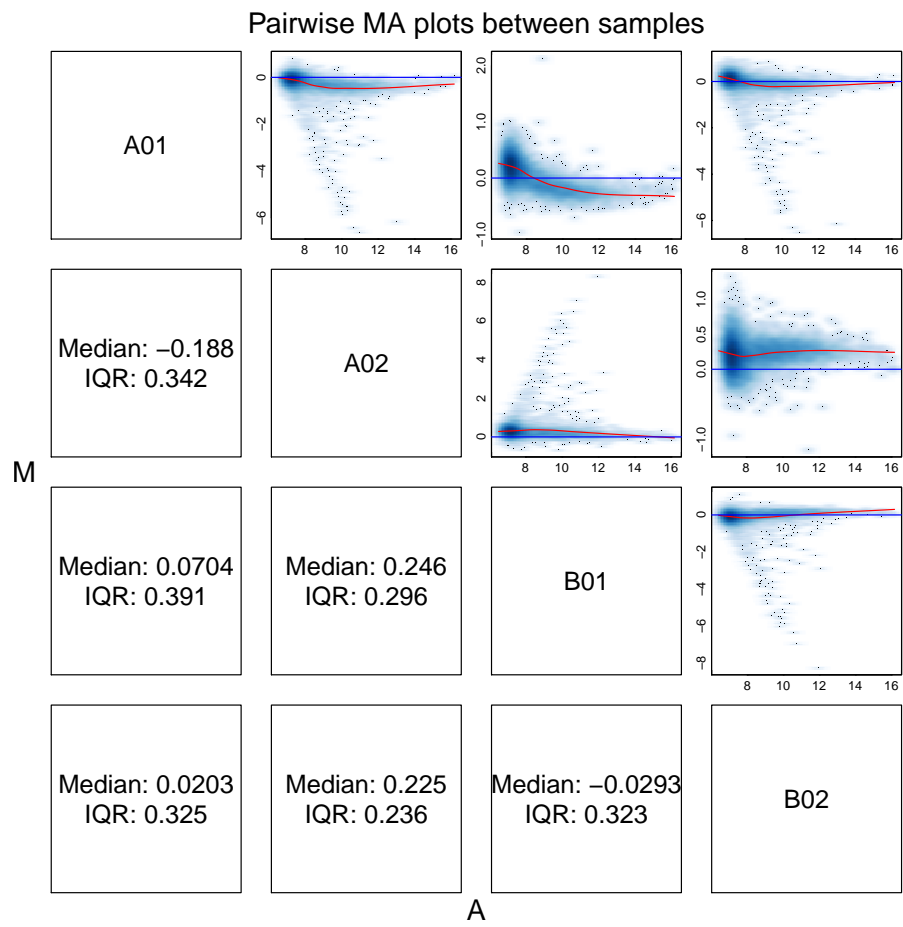 Pairwise MA plots between samples
A01
0
−2
−4
−6
8 10 12 14 16
2.0
1.0
0.0
−1.0
8 10 12 14 16
0
−2
−4
−6
8 10 12 14 16
Median: −0.188
IQR: 0.342
A02
8
6
4
2
0
8 10 12 14 16
1.0
0.5
0.0
−1.0
8 10 12 14 16
M
Median: 0.0704
IQR: 0.391
Median: 0.246
IQR: 0.296
B01
0
−2
−4
−6
−8
8 10 12 14 16
Median: 0.0203
IQR: 0.325
Median: 0.225
IQR: 0.236
Median: −0.0293
IQR: 0.323
B02
A